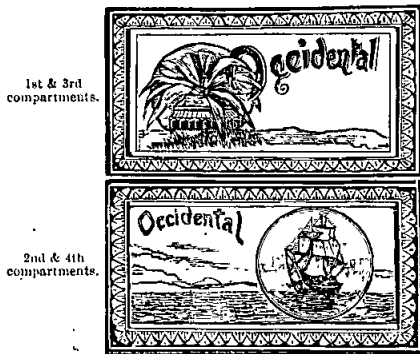 1st & 3rd
compartments.
Occidental
2nd & 4th
compartments.
Occidental